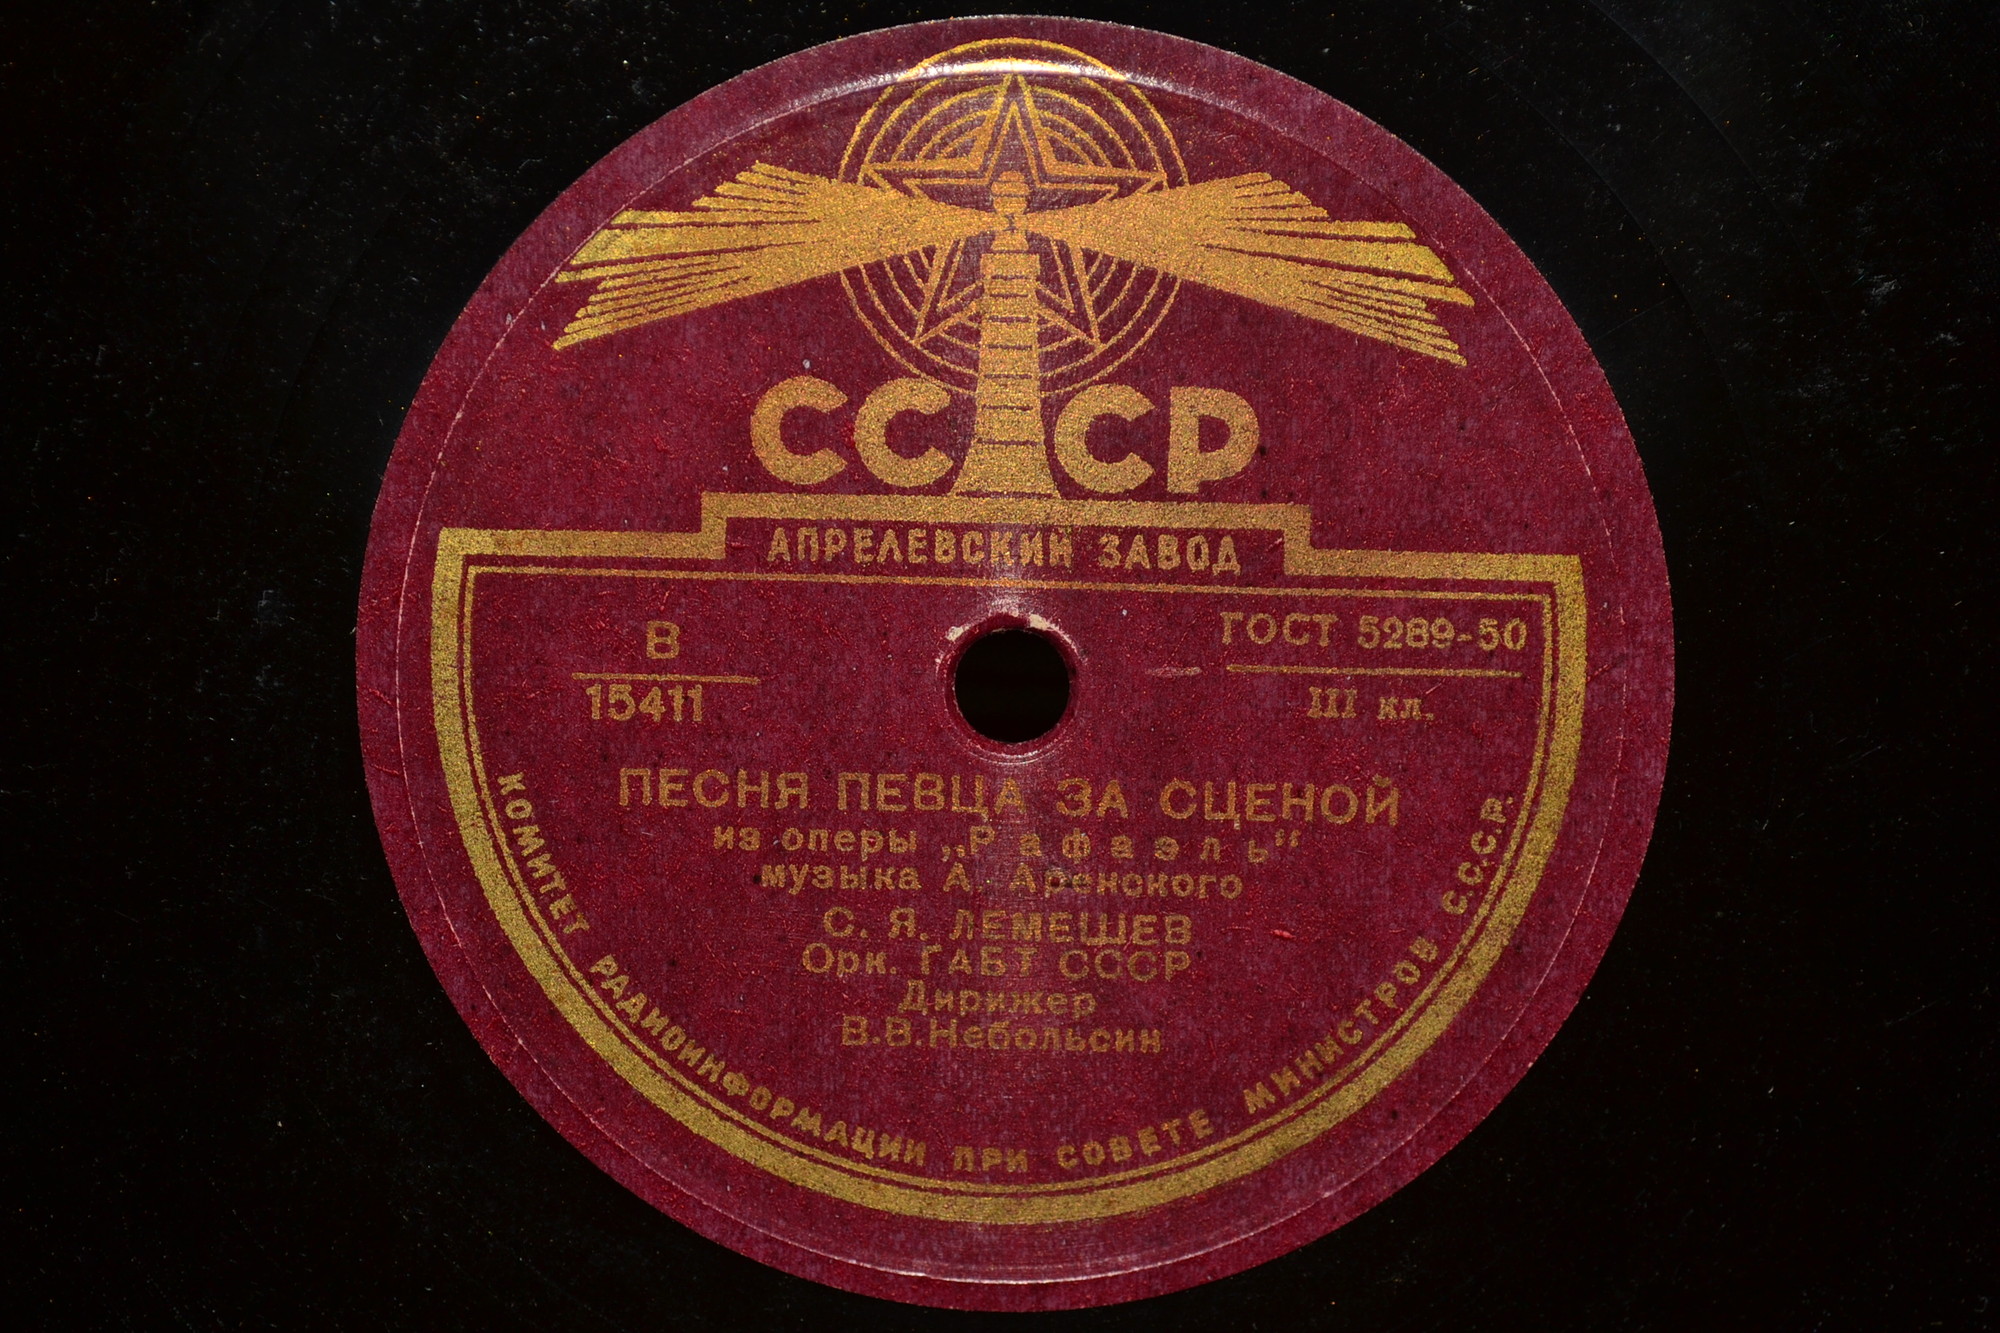 СССР
АПРЕЛЕВСКИЙ ЗАВОД
В
15411
ГОСТ 5289-50
III кл.
ПЕСНЯ ПЕВЦА ЗА СЦЕНОЙ
из оперы „Рафаэль“
музыка А. Аренского
С. Я. ЛЕМЕШЕВ
Орк. ГАБТ СССР
Дирижер
В.В.Небольсин
КОМИТЕТ РАДИОИНФОРМАЦИИ ПРИ СОВЕТЕ МИНИСТРОВ С.С.С.Р.